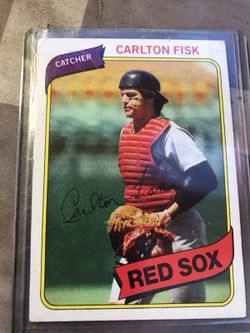 CATCHER
CARLTON FISK
Carlton Fisk
RED SOX